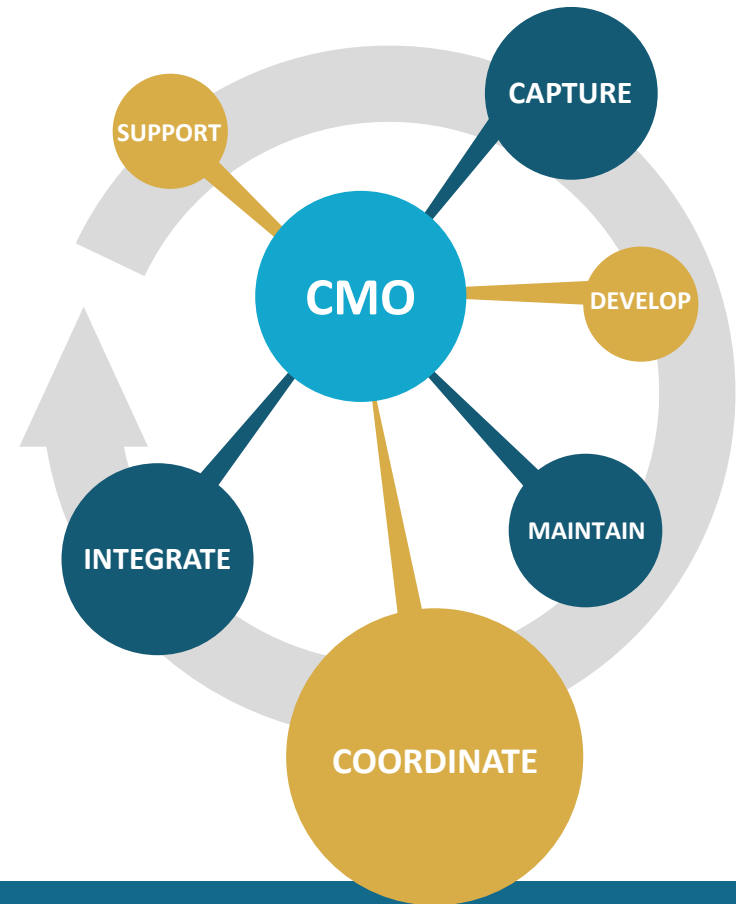 CAPTURE
SUPPORT
CMO
DEVELOP
MAINTAIN
INTEGRATE
COORDINATE